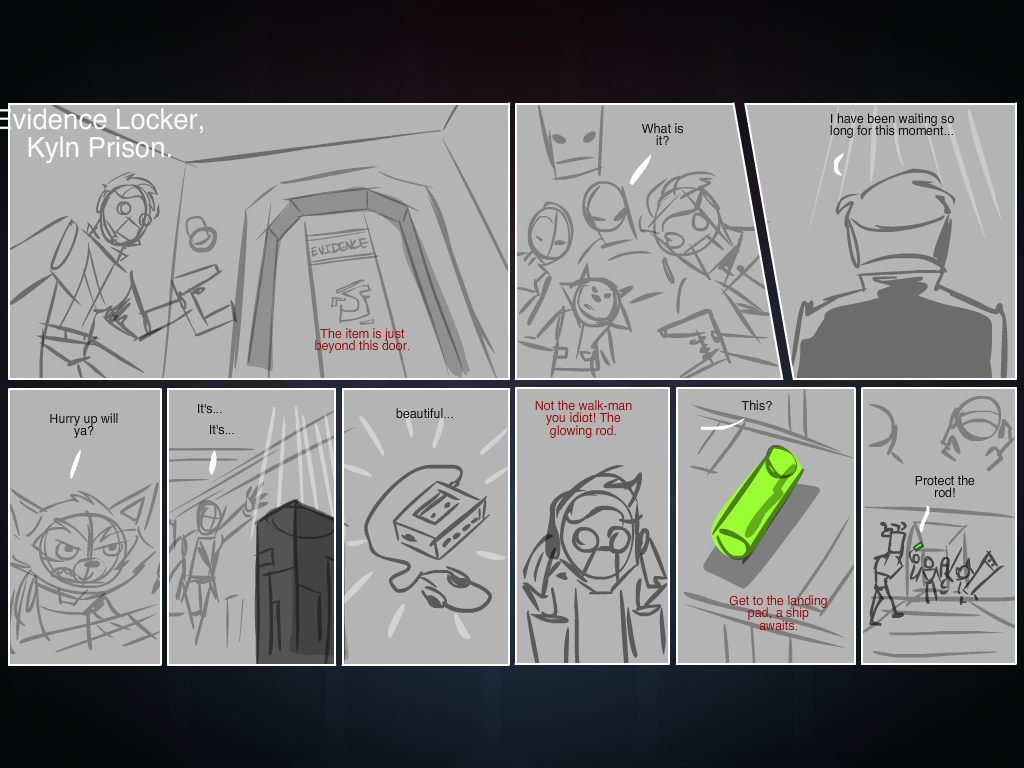 Evidence Locker,
Kyln Prison.
EVIDENCE
The item is just
beyond this door.
What is
it?
I have been waiting so
long for this moment...
Hurry up will
ya?
It's...
It's...
beautiful...
Not the walk-man
you idiot! The
glowing rod.
This?
Get to the landing
pad, a ship
awaits.
Protect the
rod!